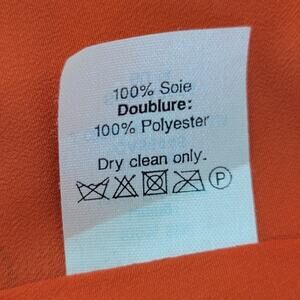 100% Soie
Doublure:
100% Polyester
Dry clean only.
P